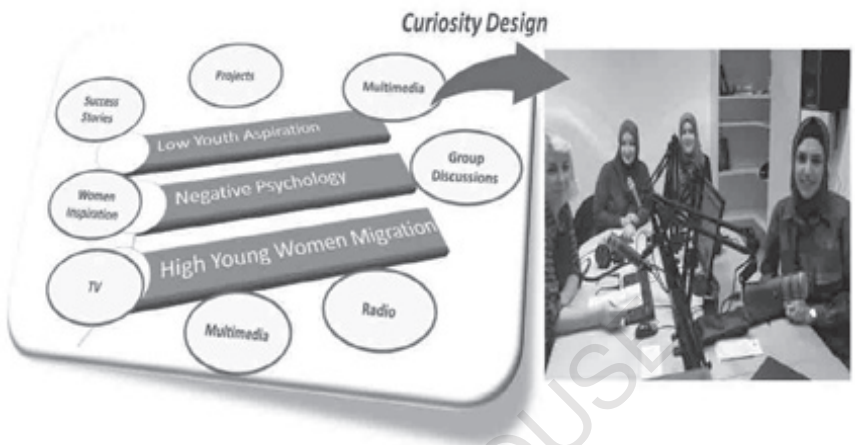 Curiosity Design
Projects
Multimedia
Success
Stories
Low Youth Aspiration
Group
Discussions
Negative Psychology
Women
Inspiration
High Young Women Migration
TV
Radio
Multimedia